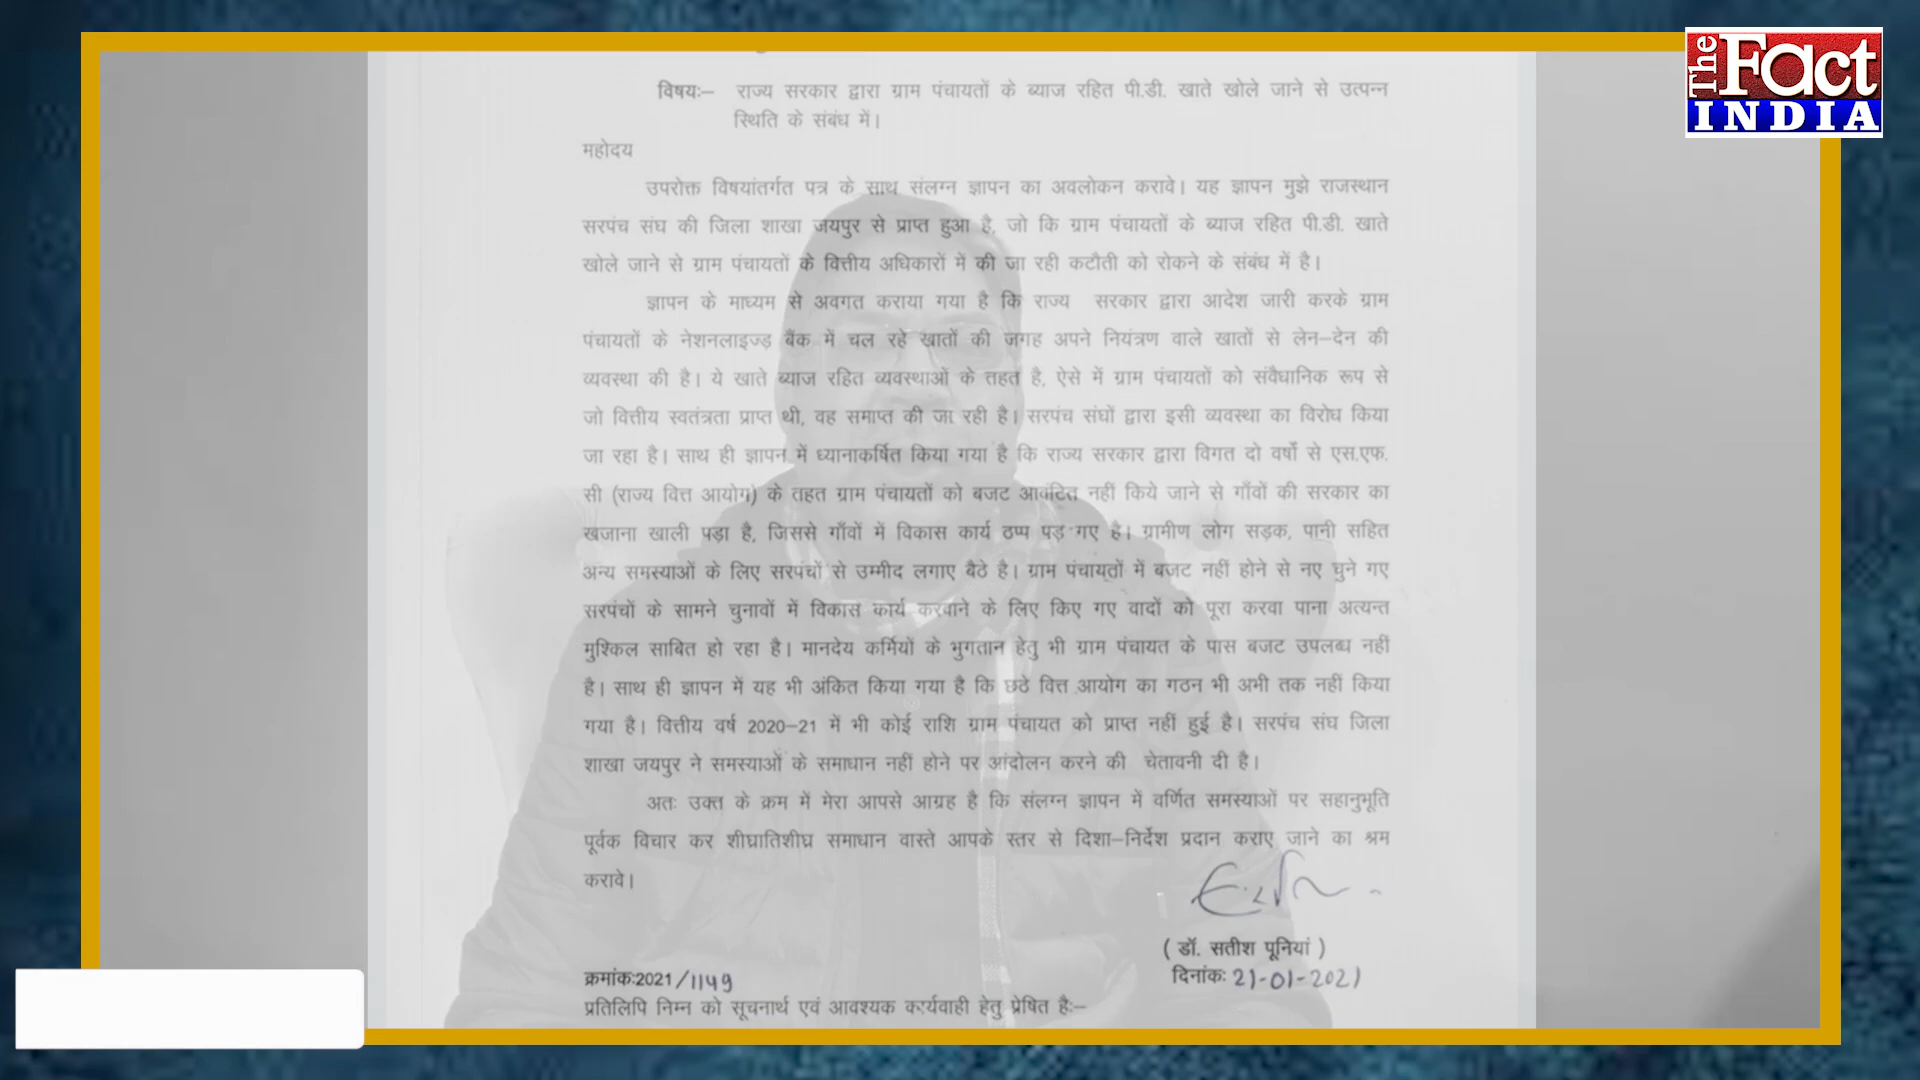 The Fact
INDIA
विषयः– राज्य सरकार द्वारा ग्राम पंचायतों के ब्याज रहित पी.डी. खाते खोले जाने से उत्पन्न
स्थिति के संबंध में।
महोदय
उपरोक्त विषयांतर्गत पत्र के साथ संलग्न ज्ञापन का अवलोकन करावे। यह ज्ञापन मुझे राजस्थान
सरपंच संघ की जिला शाखा जयपुर से प्राप्त हुआ है, जो कि ग्राम पंचायतों के ब्याज रहित पी.डी. खाते
खोले जाने से ग्राम पंचायतों के वित्तीय अधिकारों में की जा रही कटौती को रोकने के संबंध में है।
ज्ञापन के माध्यम से अवगत कराया गया है कि राज्य सरकार द्वारा आदेश जारी करके ग्राम
पंचायतों के नेशनलाइज्ड़ बैंक में चल रहे खातों की जगह अपने नियंत्रण वाले खातों से लेन–देन की
व्यवस्था की है। ये खाते ब्याज रहित व्यवस्थाओं के तहत है, ऐसे में ग्राम पंचायतों को संवैधानिक रूप से
जो वित्तीय स्वतंत्रता प्राप्त थी, वह समाप्त की जा रही है। सरपंच संघों द्वारा इसी व्यवस्था का विरोध किया
जा रहा है। साथ ही ज्ञापन में ध्यानाकर्षित किया गया है कि राज्य सरकार द्वारा विगत दो वर्षों से एस.एफ.
सी (राज्य वित्त आयोग) के तहत ग्राम पंचायतों को बजट आवंटित नहीं किये जाने से गाँवों की सरकार का
खजाना खाली पड़ा है, जिससे गाँवों में विकास कार्य ठप्प पड़ गए है। ग्रामीण लोग सड़क, पानी सहित
अन्य समस्याओं के लिए सरपंचों से उम्मीद लगाए बैठे है। ग्राम पंचायतों में बजट नहीं होने से नए चुने गए
सरपंचों के सामने चुनावों में विकास कार्य करवाने के लिए किए गए वादों को पूरा करवा पाना अत्यन्त
मुश्किल साबित हो रहा है। मानदेय कर्मियों के भुगतान हेतु भी ग्राम पंचायत के पास बजट उपलब्ध नहीं
है। साथ ही ज्ञापन में यह भी अंकित किया गया है कि छठे वित्त आयोग का गठन भी अभी तक नहीं किया
गया है। वित्तीय वर्ष 2020–21 में भी कोई राशि ग्राम पंचायत को प्राप्त नहीं हुई है। सरपंच संघ जिला
शाखा जयपुर ने समस्याओं के समाधान नहीं होने पर आंदोलन करने की चेतावनी दी है।
अतः उक्त के क्रम में मेरा आपसे आग्रह है कि संलग्न ज्ञापन में वर्णित समस्याओं पर सहानुभूति
पूर्वक विचार कर शीघ्रातिशीघ्र समाधान वास्ते आपके स्तर से दिशा–निर्देश प्रदान कराए जाने का श्रम
करावे।
( डॉ. सतीश पूनियां )
क्रमांकः2021/1149 दिनांकः 21-01-2021
प्रतिलिपि निम्न को सूचनार्थ एवं आवश्यक कार्यवाही हेतु प्रेषित हैः–